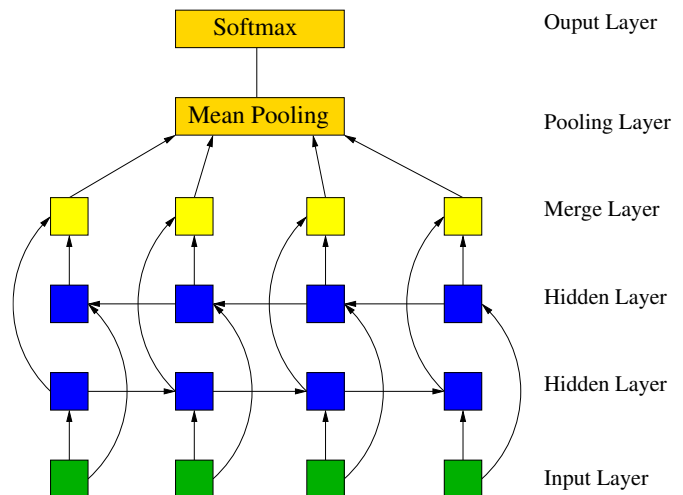 Softmax
Ouput Layer
Mean Pooling
Pooling Layer
Merge Layer
Hidden Layer
Hidden Layer
Input Layer